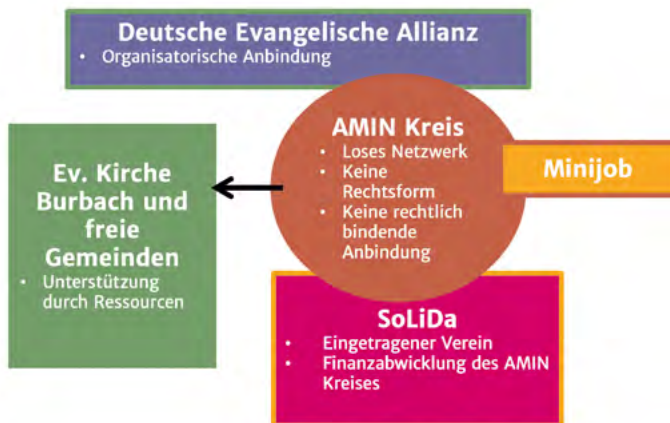 Deutsche Evangelische Allianz
• Organisatorische Anbindung
AMIN Kreis
• Loses Netzwerk
• Keine
Rechtsform
• Keine rechtlich
bindende
Anbindung
Minijob
Ev. Kirche
Burbach und
freie
Gemeinden
• Unterstützung
durch Ressourcen
SoLiDa
• Eingetragener Verein
• Finanzabwicklung des AMIN
Kreises